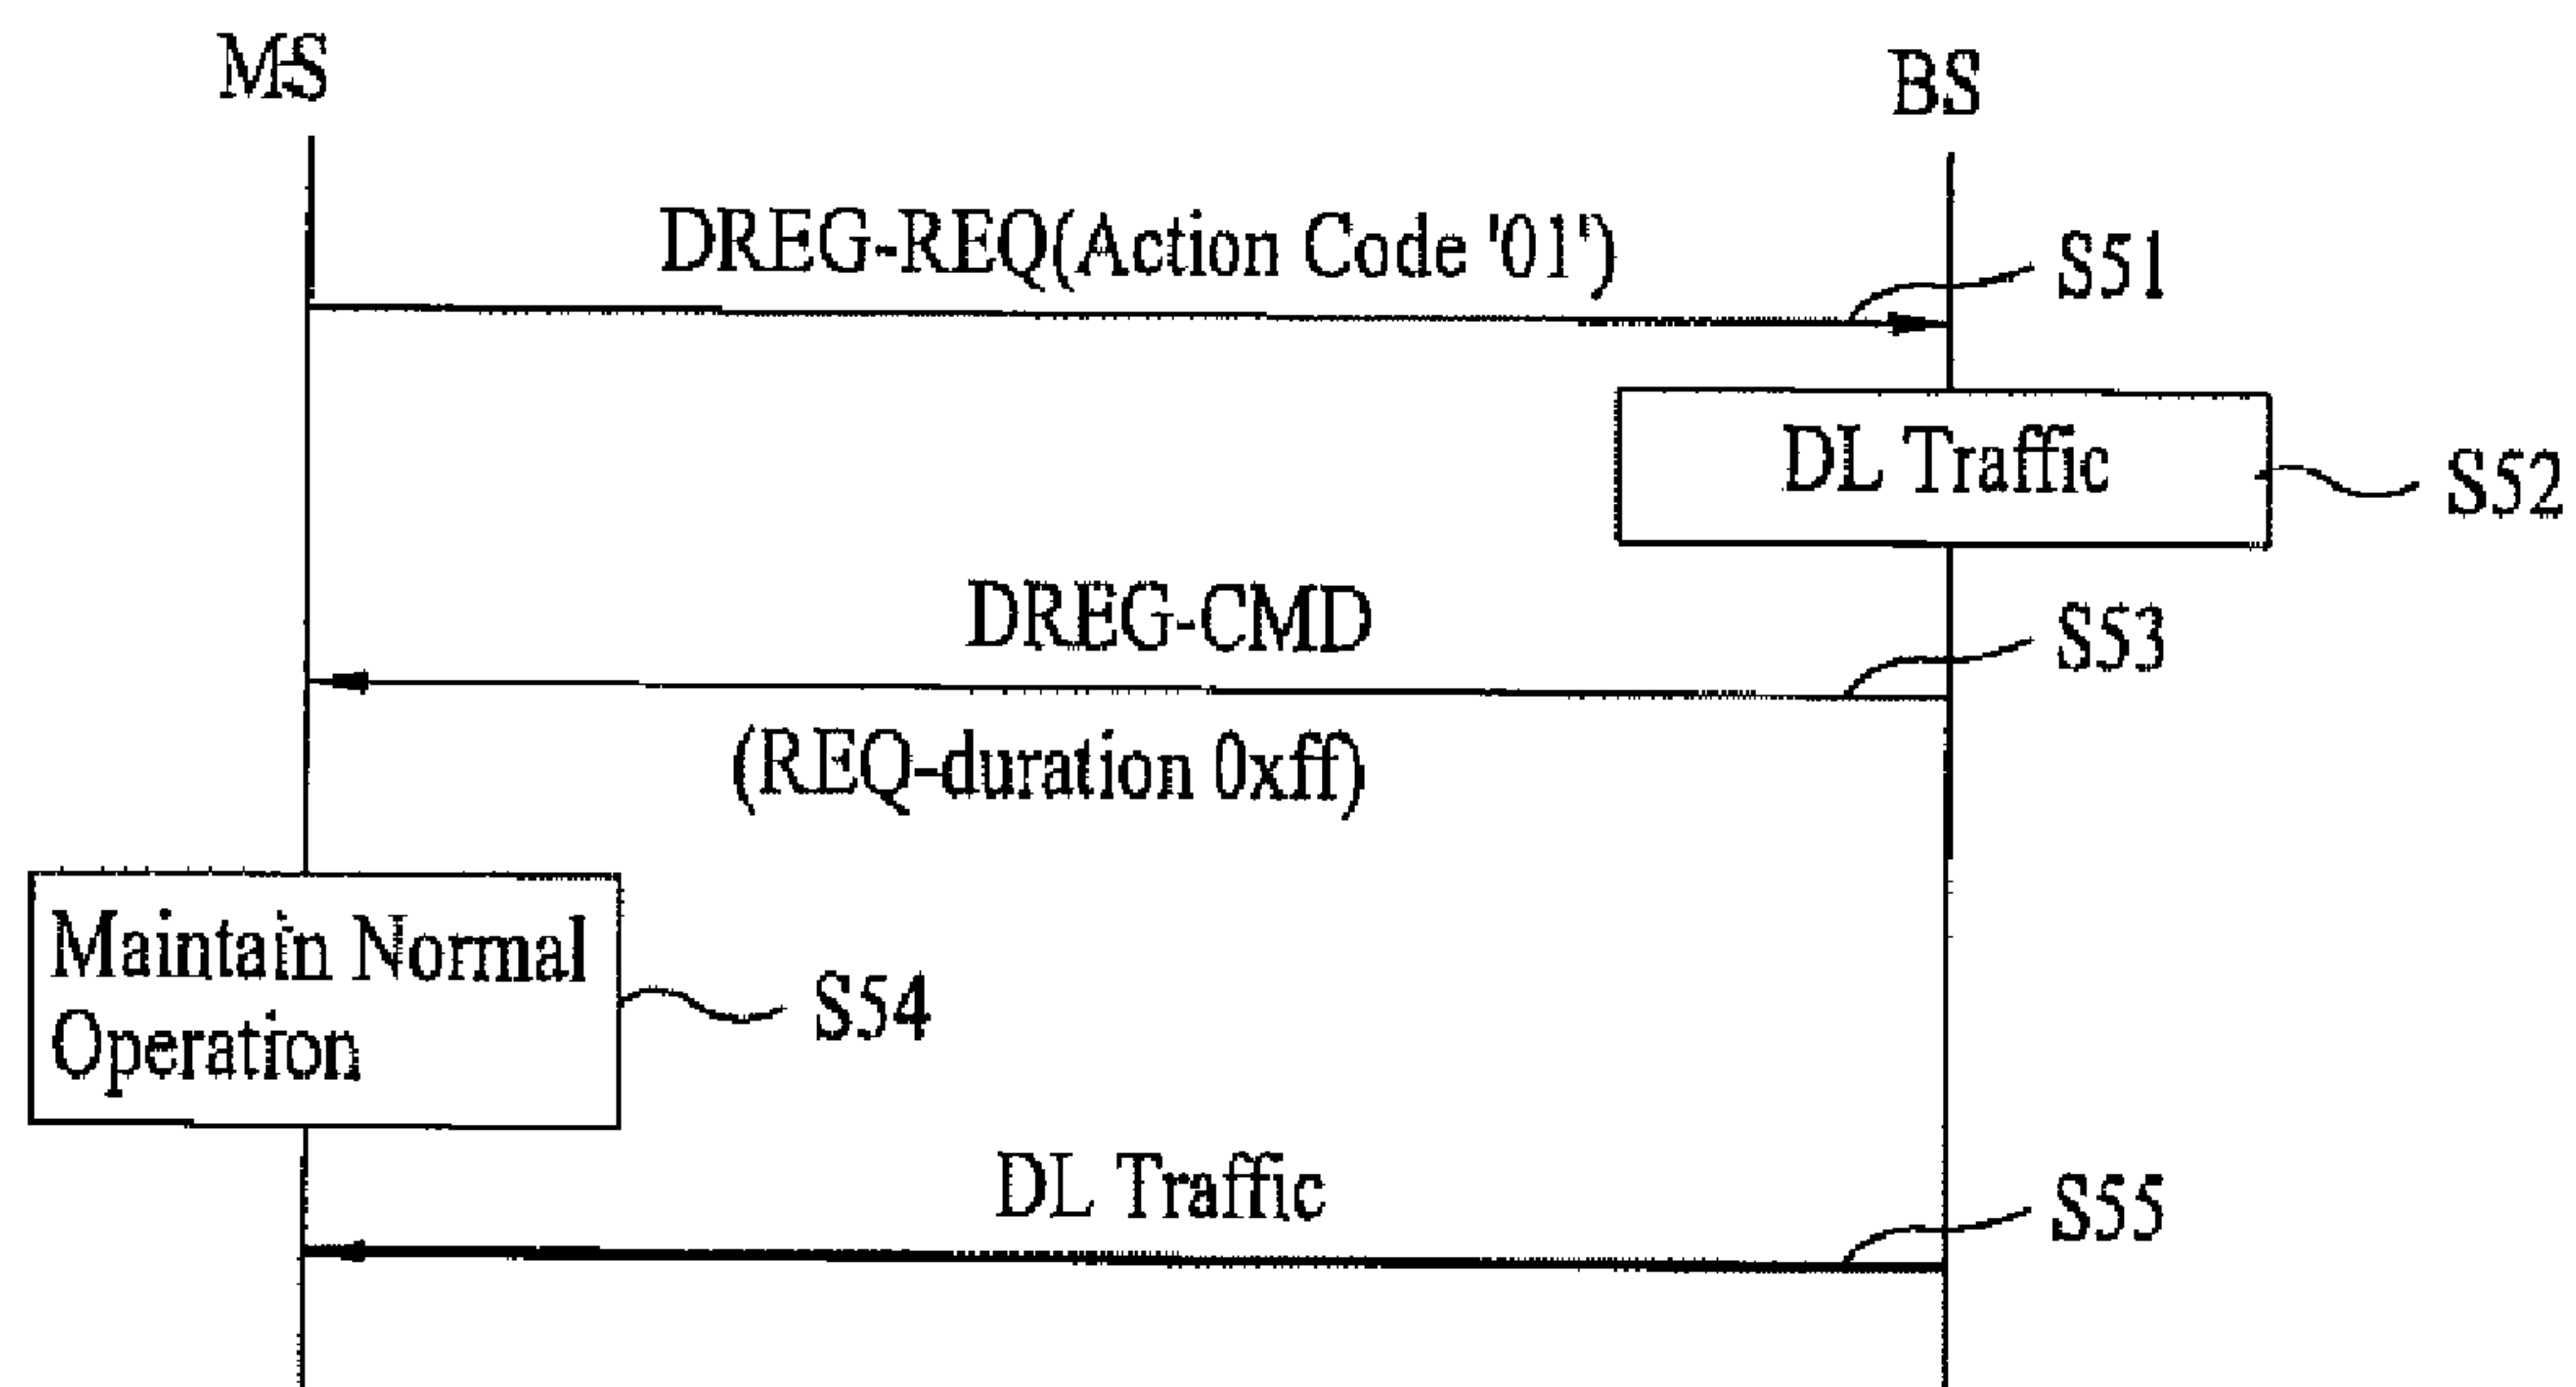 MS
BS
DREG-REQ(Action Code '01')
S51
DL Traffic
S52
DREG-CMD
S53
(REQ-duration 0xff)
Maintain Normal
Operation
S54
DL Traffic
S55